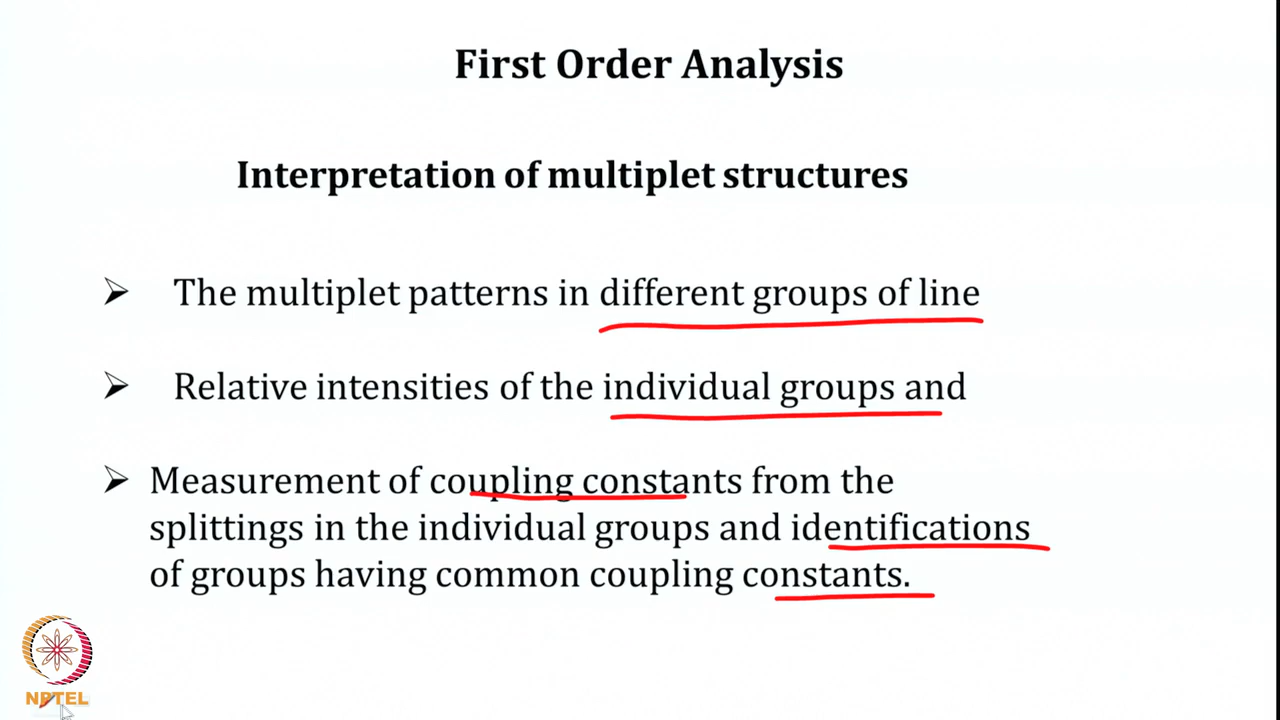 First Order Analysis
Interpretation of multiplet structures
➢ The multiplet patterns in different groups of line
➢ Relative intensities of the individual groups and
➢ Measurement of coupling constants from the
splittings in the individual groups and identifications
of groups having common coupling constants.
NPTEL